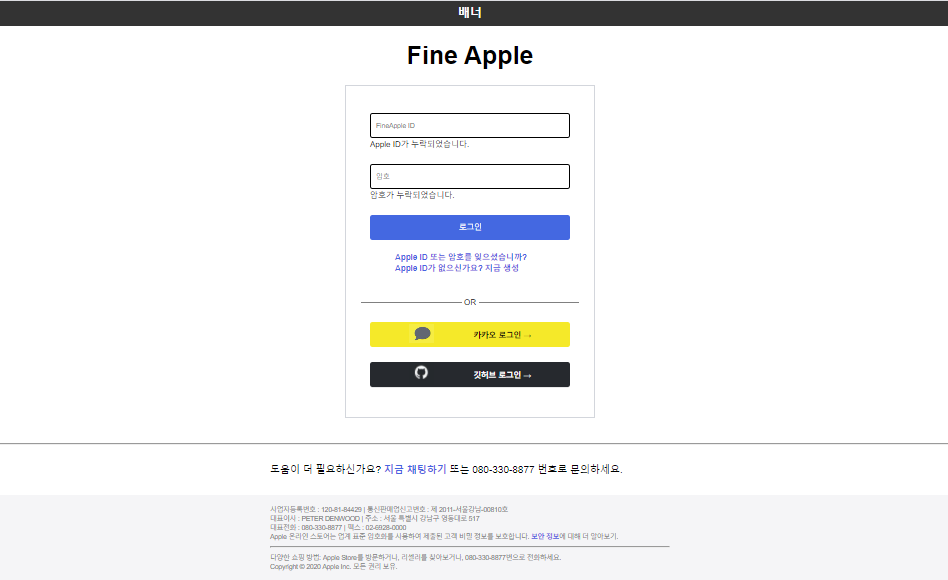 배너
Fine Apple
FineApple ID
Apple ID가 누락되었습니다.
암호
암호가 누락되었습니다.
로그인
Apple ID 또는 암호를 잊으셨습니까?
Apple ID가 없으신가요? 지금 생성
OR
카카오 로그인 →
깃허브 로그인 →
도움이 더 필요하신가요? 지금 채팅하기 또는 080-330-8877 번호로 문의하세요.
사업자등록번호 : 120-81-84429 | 통신판매업신고번호 : 제 2011-서울강남-00810호
대표이사 : PETER DENWOOD | 주소 : 서울 특별시 강남구 영동대로 517
대표전화 : 080-330-8877 | 팩스 : 02-6928-0000
Apple 온라인 스토어는 업계 표준 암호화를 사용하여 제출된 고객 비밀 정보를 보호합니다. 보안 정보에 대해 더 알아보기.
다양한 쇼핑 방법: Apple Store를 방문하거나, 리셀러를 찾아보거나, 080-330-8877번으로 전화하세요.
Copyright © 2020 Apple Inc. 모든 권리 보유.